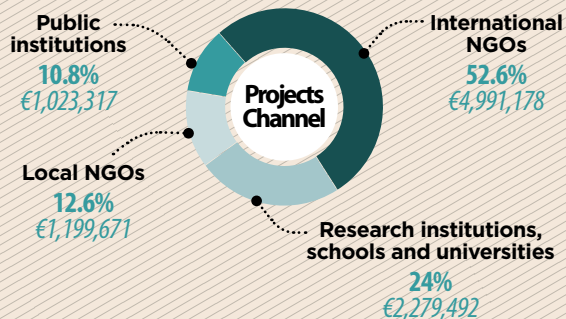 Public
institutions
10.8%
€1,023,317
International
NGOs
52.6%
€4,991,178
Projects
Channel
Local NGOs
12.6%
€1,199,671
Research institutions,
schools and universities
24%
€2,279,492